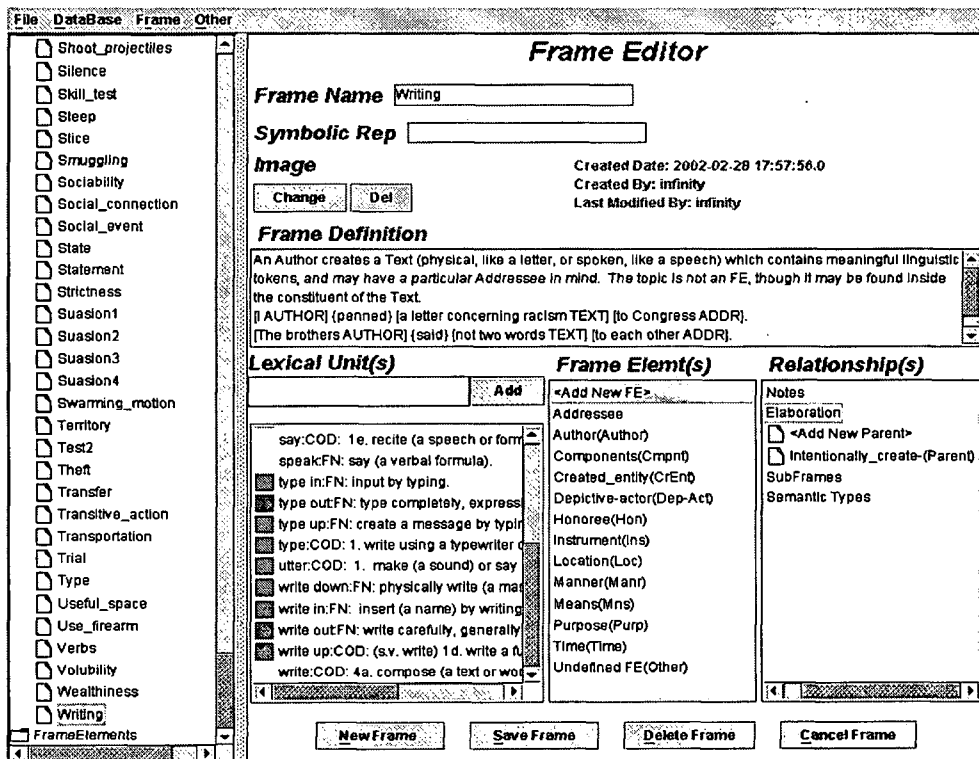 File DataBase Frame Other
Shoot_projectiles
Silence
Skill_test
Sleep
Slice
Smuggling
Sociability
Social_connection
Social_event
State
Statement
Strictness
Suasion1
Suasion2
Suasion3
Suasion4
Swarming_motion
Territory
Test2
Theft
Transfer
Transitive_action
Transportation
Trial
Type
Useful_space
Use_firearm
Verbs
Volubility
Wealthiness
Writing
FrameElements
Frame Editor
Frame Name Writing
Symbolic Rep
Image
Change Del
Created Date: 2002-02-28 17:57:56.0
Created By: infinity
Last Modified By: infinity
Frame Definition
An Author creates a Text (physical, like a letter, or spoken, like a speech) which contains meaningful linguistic
tokens, and may have a particular Addressee in mind. The topic is not an FE, though it may be found inside
the constituent of the Text.
[I AUTHOR] {penned} [a letter concerning racism TEXT] [to Congress ADDR].
[The brothers AUTHOR] {said} [not two words TEXT] [to each other ADDR].
Lexical Unit(s)
Add
say:COD: 1e. recite (a speech or form
speak:FN: say (a verbal formula).
type in:FN: input by typing.
type out:FN: type completely, expressi
type up:FN: create a message by typin
type:COD: 1. write using a typewriter
utter:COD: 1. make (a sound) or say
write down:FN: physically write (a
write in:FN: insert (a name) by writing
write out:FN: write carefully, generally
write up:COD: (s.v. write) 1d. write a
write:COD: 4a. compose (a text or
Frame Elemt(s)
<Add New FE>
Addressee
Author(Author)
Components(Cmpnt)
Created_entity(CrEnt)
Depictive-actor(Dep-Act)
Honoree(Hon)
Instrument(Ins)
Location(Loc)
Manner(Manr)
Means(Mns)
Purpose(Purp)
Time(Time)
Undefined FE(Other)
Relationship(s)
Notes
Elaboration
<Add New Parent>
Intentionally_create-(Parent)
SubFrames
Semantic Types
New Frame Save Frame Delete Frame Cancel Frame